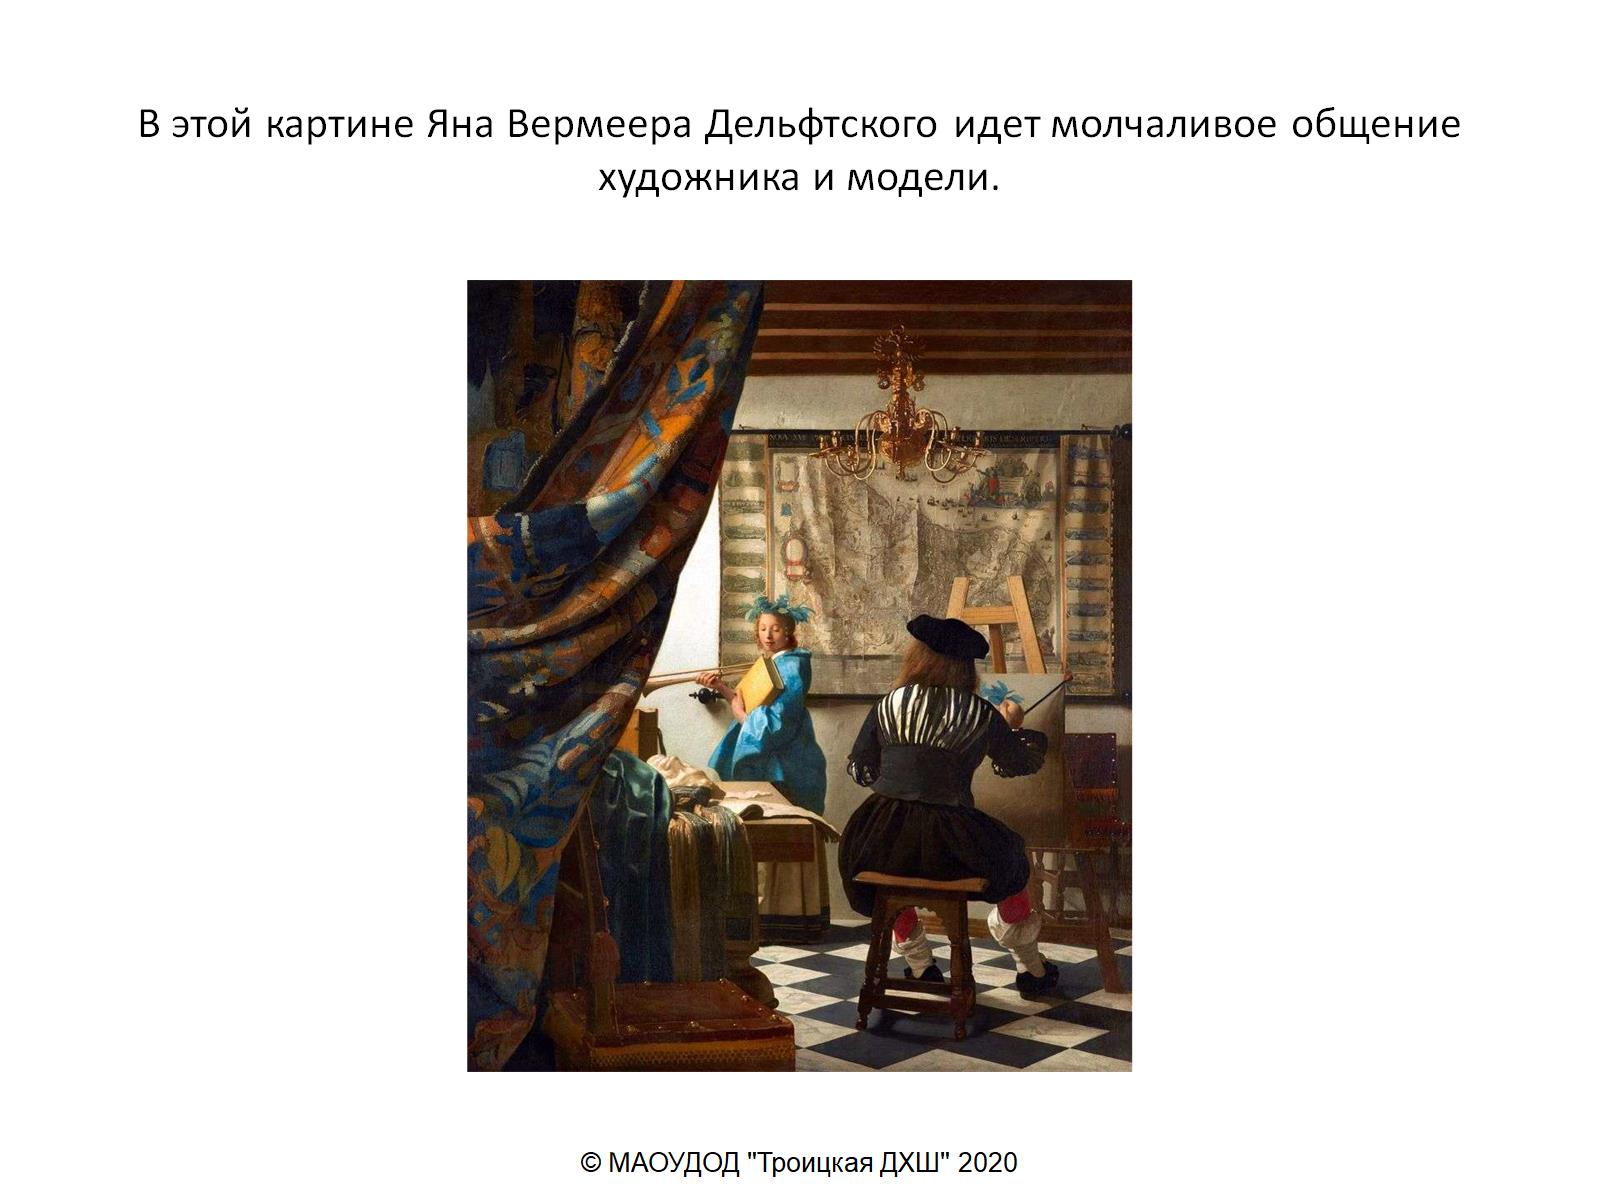 В этой картине Яна Вермеера Дельфтского идет молчаливое общение
художника и модели.
© МАОУДОД "Троицкая ДХШ" 2020